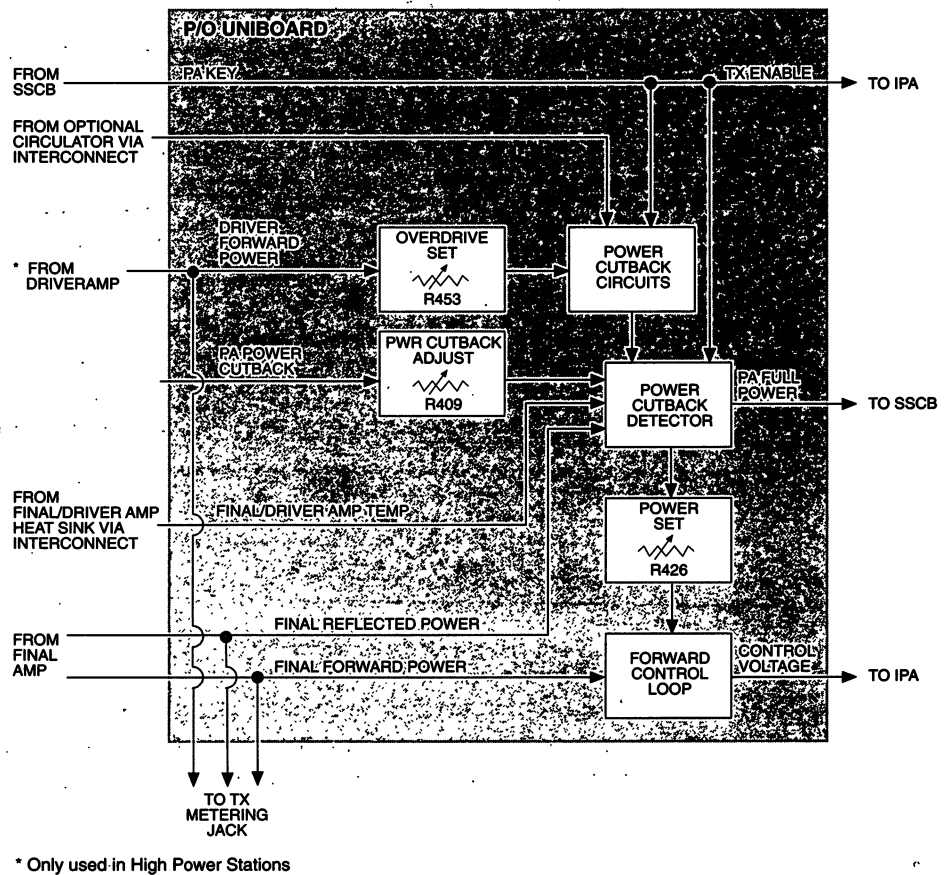 P/O UNIBOARD
FROM
SSCB
PA KEY
TX ENABLE
TO IPA
FROM OPTIONAL
CIRCULATOR VIA
INTERCONNECT
DRIVER
FORWARD
POWER
* FROM
DRIVERAMP
OVERDRIVE
SET
R453
POWER
CUTBACK
CIRCUITS
PA POWER
CUTBACK
PWR CUTBACK
ADJUST
R409
POWER
CUTBACK
DETECTOR
PA FULL
POWER
TO SSCB
FROM
FINAL/DRIVER AMP
HEAT SINK VIA
INTERCONNECT
FINAL/DRIVER AMP TEMP
POWER
SET
R426
FROM
FINAL
AMP
FINAL REFLECTED POWER
FINAL FORWARD POWER
FORWARD
CONTROL
LOOP
CONTROL
VOLTAGE
TO IPA
TO TX
METERING
JACK
* Only used in High Power Stations